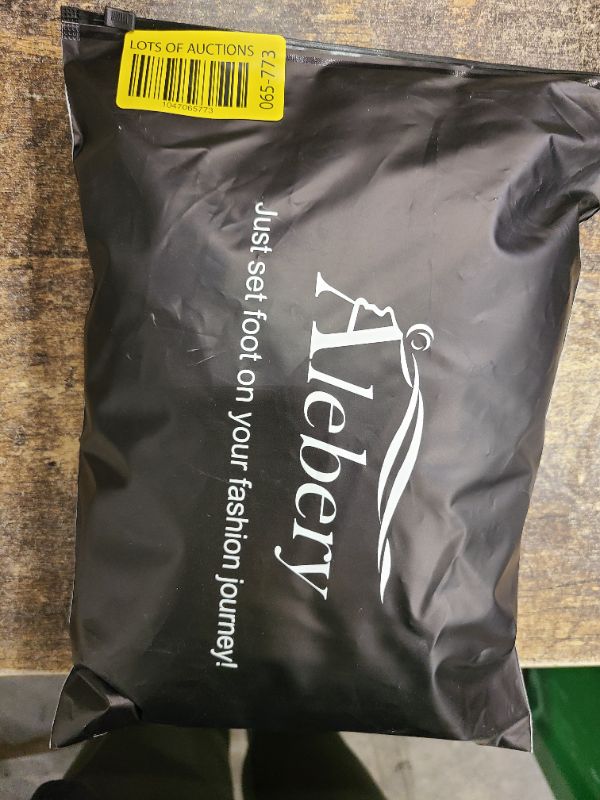 LOTS OF AUCTIONS
1047065773
065-773
Alebery
Just set foot on your fashion journey!